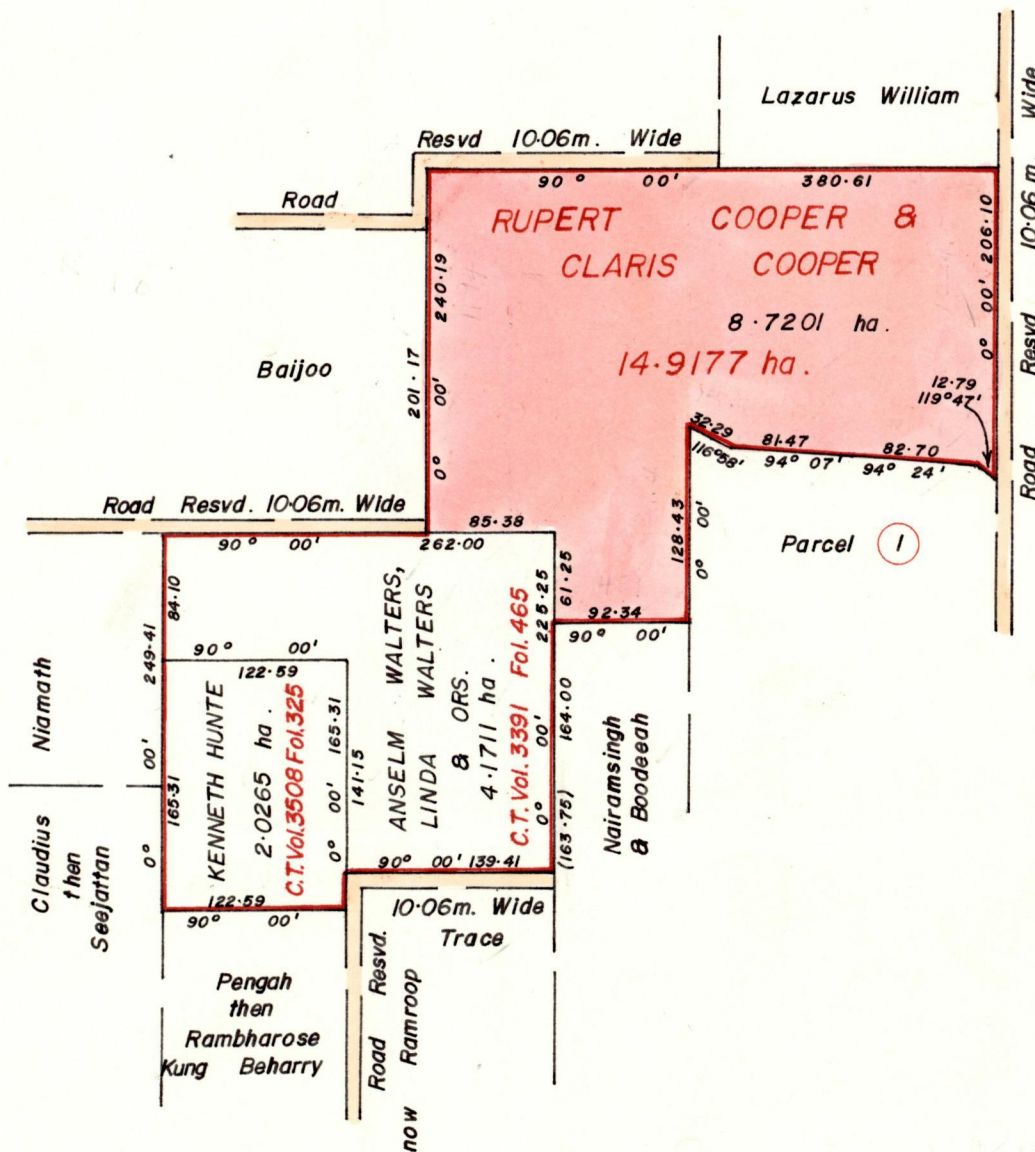 Lazarus William
Resvd 10·06m. Wide
Road
90° 00' 380·61
RUPERT COOPER &
CLARIS COOPER
8·7201 ha.
14·9177 ha.
Road Resvd 10·06 m Wide
0° 00' 206·10
240·19
0° 00' 201·17
Baijoo
12·79
119°47'
32·29
116°58'
81·47
94° 07'
82·70
94° 24'
Parcel 1
0° 00'
128·43
Road Resvd. 10·06m. Wide
90° 00' 262·00
85·38
61·25
92·34
90° 00'
84·10
0° 00' 249·41
165·31
90° 00'
122·59
KENNETH HUNTE
2·0265 ha.
C.T. Vol.3508 Fol.325
0° 00' 165·31
141·15
122·59
90° 00'
ANSELM WALTERS,
LINDA WALTERS
& ORS.
4·1711 ha.
C.T. Vol. 3391 Fol. 465
0° 00' 225·25
(163·75) 164·00
90° 00' 139·41
Nairamsingh
& Boodeeah
Niamath
Claudius
then
Seejattan
10·06m. Wide
Trace
Road Resvd.
now Ramroop
Pengah
then
Rambharose
Kung Beharry